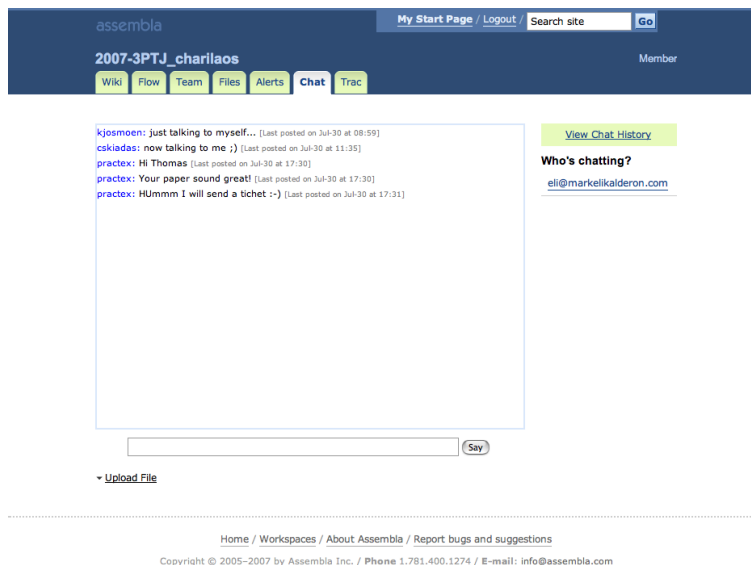 assembla
My Start Page / Logout / Search site Go
2007-3PTJ_charilaos
Member
Wiki Flow Team Files Alerts Chat Trac
kjosmoen: just talking to myself... [Last posted on Jul-30 at 08:59]
cskiadas: now talking to me ;) [Last posted on Jul-30 at 11:35]
practex: Hi Thomas [Last posted on Jul-30 at 17:30]
practex: Your paper sound great! [Last posted on Jul-30 at 17:30]
practex: HUmmm I will send a tichet :-) [Last posted on Jul-30 at 17:31]
View Chat History
Who's chatting?
eli@markelikalderon.com
Say
Upload File
Home / Workspaces / About Assembla / Report bugs and suggestions
Copyright © 2005–2007 by Assembla Inc. / Phone 1.781.400.1274 / E-mail: info@assembla.com